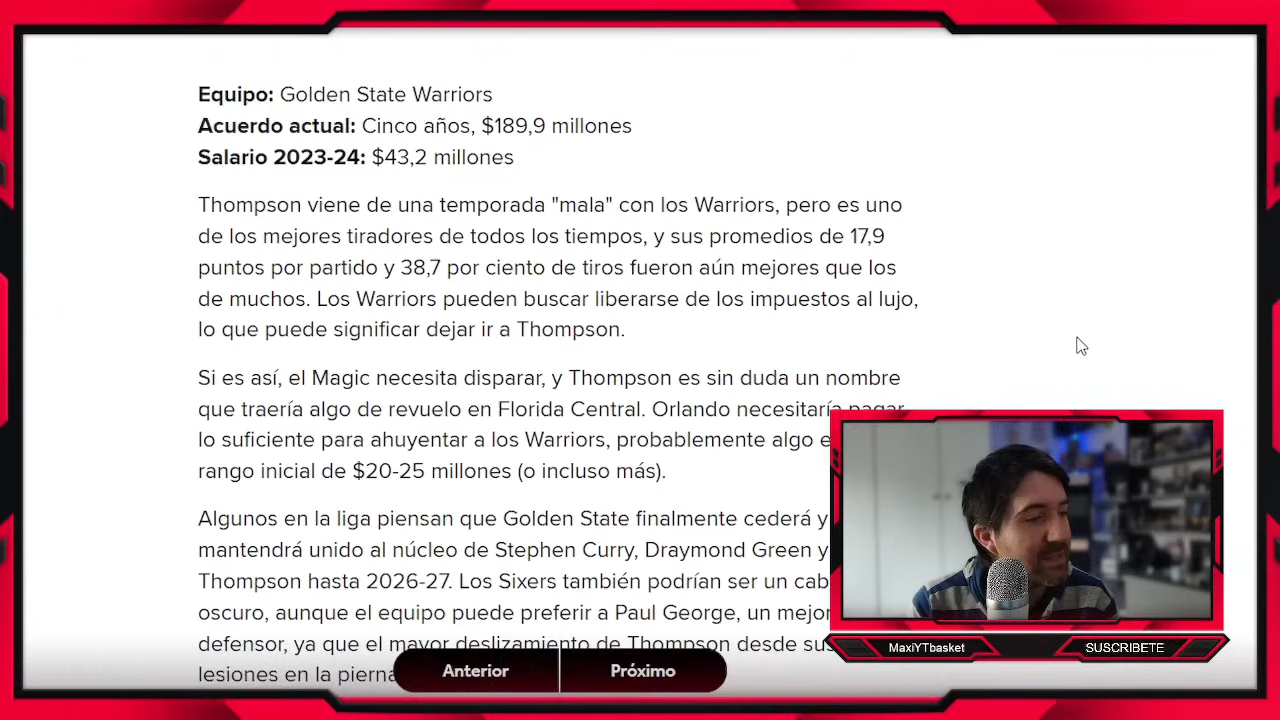 Equipo: Golden State Warriors
Acuerdo actual: Cinco años, $189,9 millones
Salario 2023-24: $43,2 millones
Thompson viene de una temporada "mala" con los Warriors, pero es uno
de los mejores tiradores de todos los tiempos, y sus promedios de 17,9
puntos por partido y 38,7 por ciento de tiros fueron aún mejores que los
de muchos. Los Warriors pueden buscar liberarse de los impuestos al lujo,
lo que puede significar dejar ir a Thompson.
Si es así, el Magic necesita disparar, y Thompson es sin duda un nombre
que traería algo de revuelo en Florida Central. Orlando necesitaría pagar
lo suficiente para ahuyentar a los Warriors, probablemente algo
rango inicial de $20-25 millones (o incluso más).
Algunos en la liga piensan que Golden State finalmente cederá y
mantendrá unido al núcleo de Stephen Curry, Draymond Green y
Thompson hasta 2026-27. Los Sixers también podrían ser un
oscuro, aunque el equipo puede preferir a Paul George, un mejor
defensor, ya que el mayor deslizamiento de Thompson desde sus
lesiones en la
Anterior
Próximo
MaxiYTbasket
SUSCRIBETE